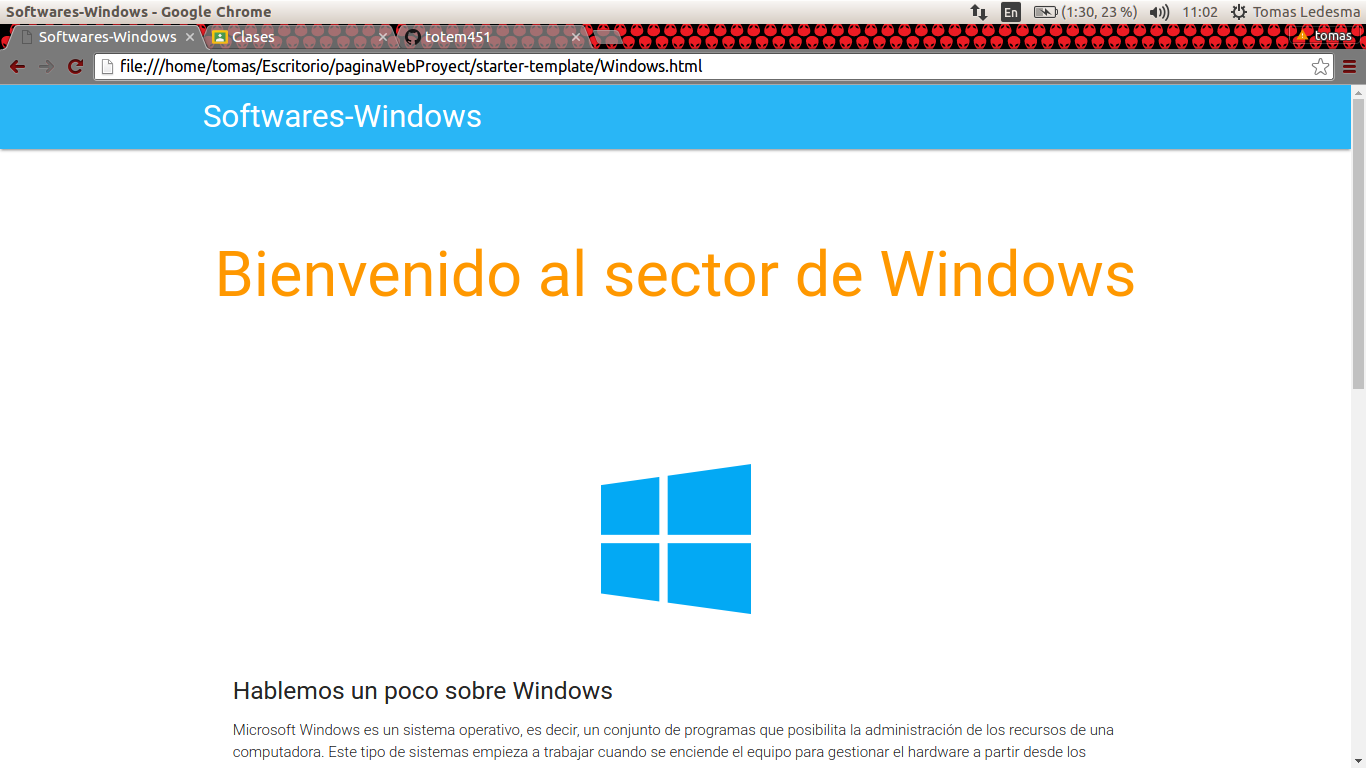 Softwares-Windows - Google Chrome
En
(1:30, 23 %)
11:02
Tomas Ledesma
Softwares-Windows
Clases
totem451
tomas
file:///home/tomas/Escritorio/paginaWebProyect/starter-template/Windows.html
Softwares-Windows
Bienvenido al sector de Windows
Hablemos un poco sobre Windows
Microsoft Windows es un sistema operativo, es decir, un conjunto de programas que posibilita la administración de los recursos de una
computadora. Este tipo de sistemas empieza a trabajar cuando se enciende el equipo para gestionar el hardware a partir desde los